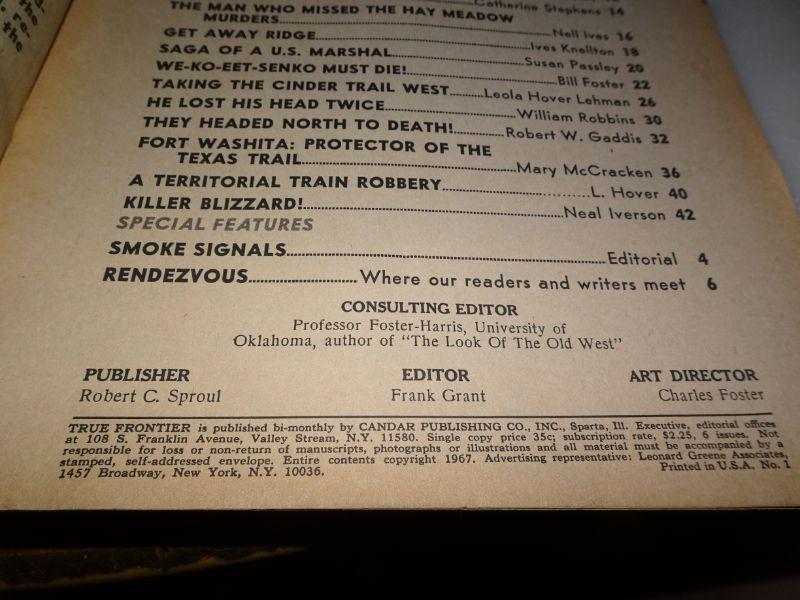 the
re-
the
Catherine Stephens 14
THE MAN WHO MISSED THE HAY MEADOW
MURDERS Nell Ives 16
GET AWAY RIDGE Ives Knellton 18
SAGA OF A U.S. MARSHAL Susan Passley 20
WE-KO-EET-SENKO MUST DIE! Bill Foster 22
TAKING THE CINDER TRAIL WEST Leola Hover Lehman 26
HE LOST HIS HEAD TWICE William Robbins 30
THEY HEADED NORTH TO DEATH! Robert W. Gaddis 32
FORT WASHITA: PROTECTOR OF THE
TEXAS TRAIL Mary McCracken 36
A TERRITORIAL TRAIN ROBBERY L. Hover 40
KILLER BLIZZARD! Neal Iverson 42
SPECIAL FEATURES
SMOKE SIGNALS Editorial 4
RENDEZVOUS Where our readers and writers meet 6
CONSULTING EDITOR
Professor Foster-Harris, University of
Oklahoma, author of "The Look Of The Old West"
PUBLISHER EDITOR ART DIRECTOR
Robert C. Sproul Frank Grant Charles Foster
TRUE FRONTIER is published bi-monthly by CANDAR PUBLISHING CO., INC., Sparta, Ill. Executive, editorial offices
at 108 S. Franklin Avenue, Valley Stream, N.Y. 11580. Single copy price 35c; subscription rate, $2.25, 6 issues. Not
responsible for loss or non-return of manuscripts, photographs or illustrations and all material must be accompanied by a
stamped, self-addressed envelope. Entire contents copyright 1967. Advertising representative: Leonard Greene Associates,
1457 Broadway, New York, N.Y. 10036. Printed in U.S.A. No. 1